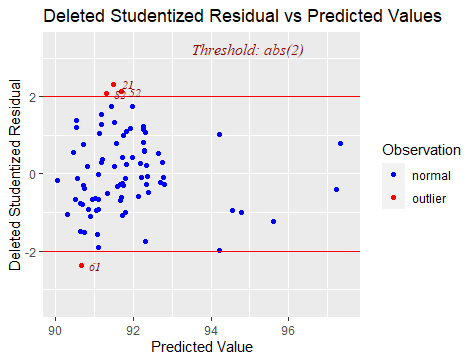 Deleted Studentized Residual vs Predicted Values
Threshold: abs(2)
21
52
61
2
0
-2
Deleted Studentized Residual
90
92
94
96
Predicted Value
Observation
normal
outlier